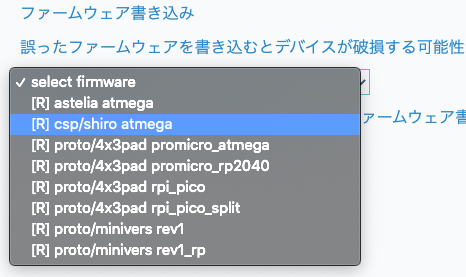 ファームウェア書き込み
誤ったファームウェアを書き込むとデバイスが破損する可能性
✓ select firmware
[R] astelia atmega
[R] csp/shiro atmega
ァームウェア書
[R] proto/4x3pad promicro_atmega
[R] proto/4x3pad promicro_rp2040
[R] proto/4x3pad rpi_pico
[R] proto/4x3pad rpi_pico_split
[R] proto/minivers rev1
[R] proto/minivers rev1_rp